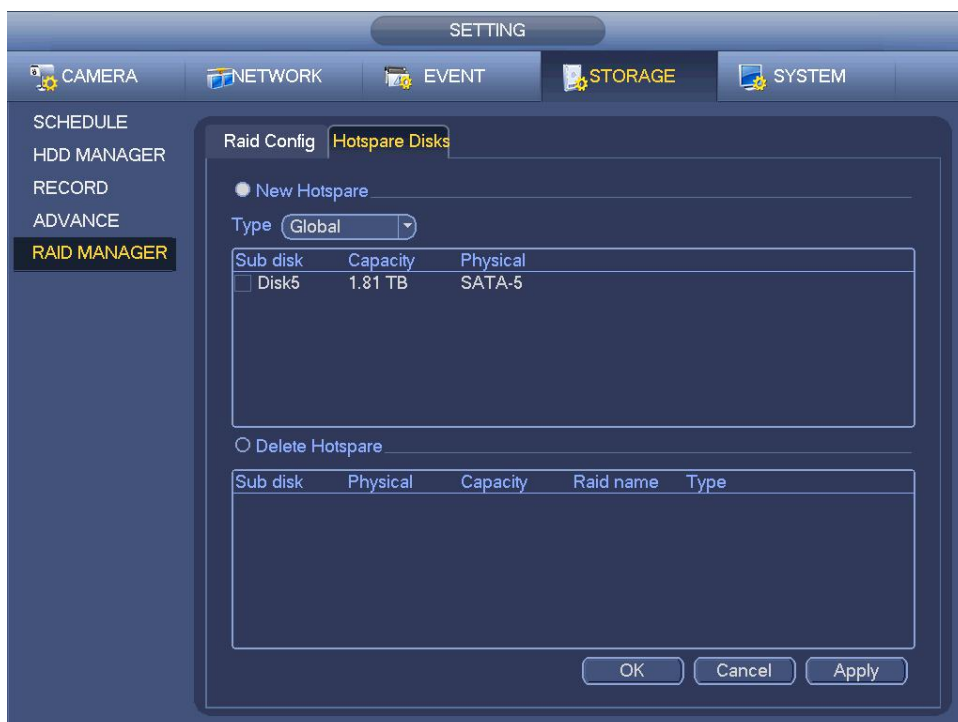 SETTING
CAMERA NETWORK EVENT STORAGE SYSTEM
SCHEDULE
HDD MANAGER
RECORD
ADVANCE
RAID MANAGER
Raid Config Hotspare Disks
New Hotspare
Type Global
Sub disk Capacity Physical
Disk5 1.81 TB SATA-5
Delete Hotspare
Sub disk Physical Capacity Raid name Type
OK Cancel Apply